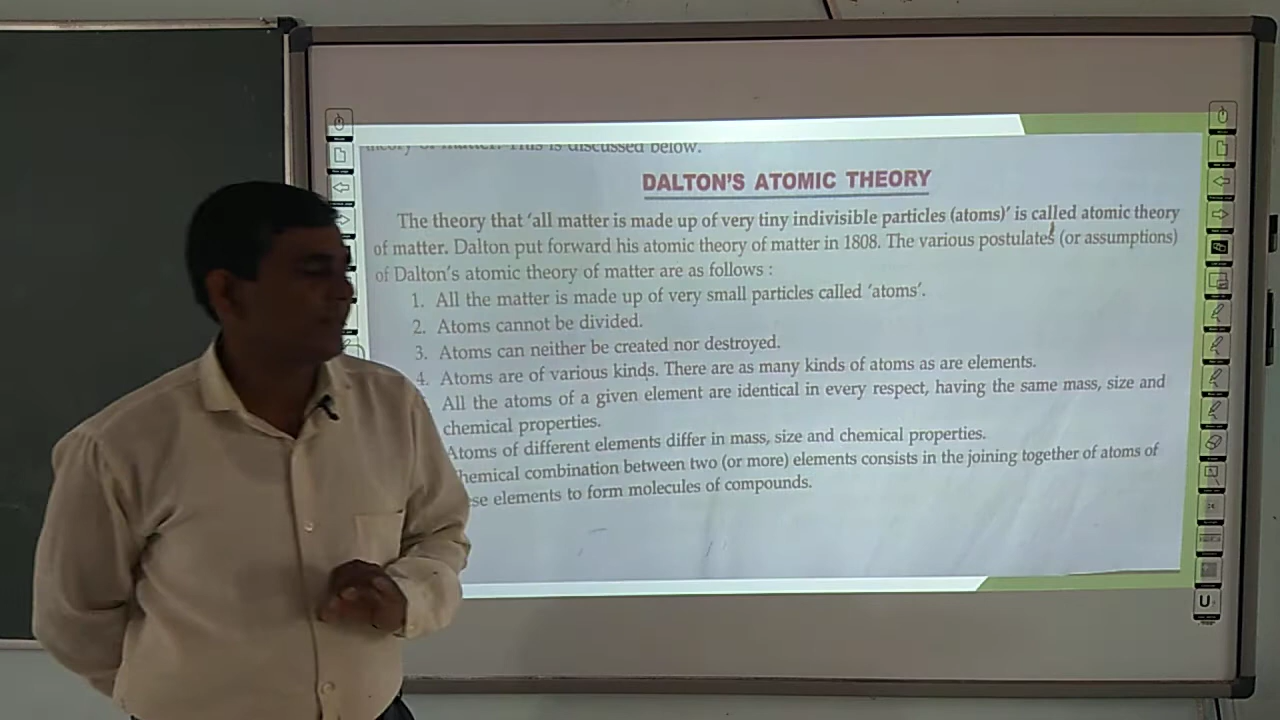 theory of matter. This is discussed below.
DALTON'S ATOMIC THEORY
The theory that 'all matter is made up of very tiny indivisible particles (atoms)' is called atomic theory
of matter. Dalton put forward his atomic theory of matter in 1808. The various postulates (or assumptions)
of Dalton's atomic theory of matter are as follows :
1. All the matter is made up of very small particles called 'atoms'.
2. Atoms cannot be divided.
3. Atoms can neither be created nor destroyed.
4. Atoms are of various kinds. There are as many kinds of atoms as are elements.
All the atoms of a given element are identical in every respect, having the same mass, size and
chemical properties.
Atoms of different elements differ in mass, size and chemical properties.
hemical combination between two (or more) elements consists in the joining together of atoms of
se elements to form molecules of compounds.
U